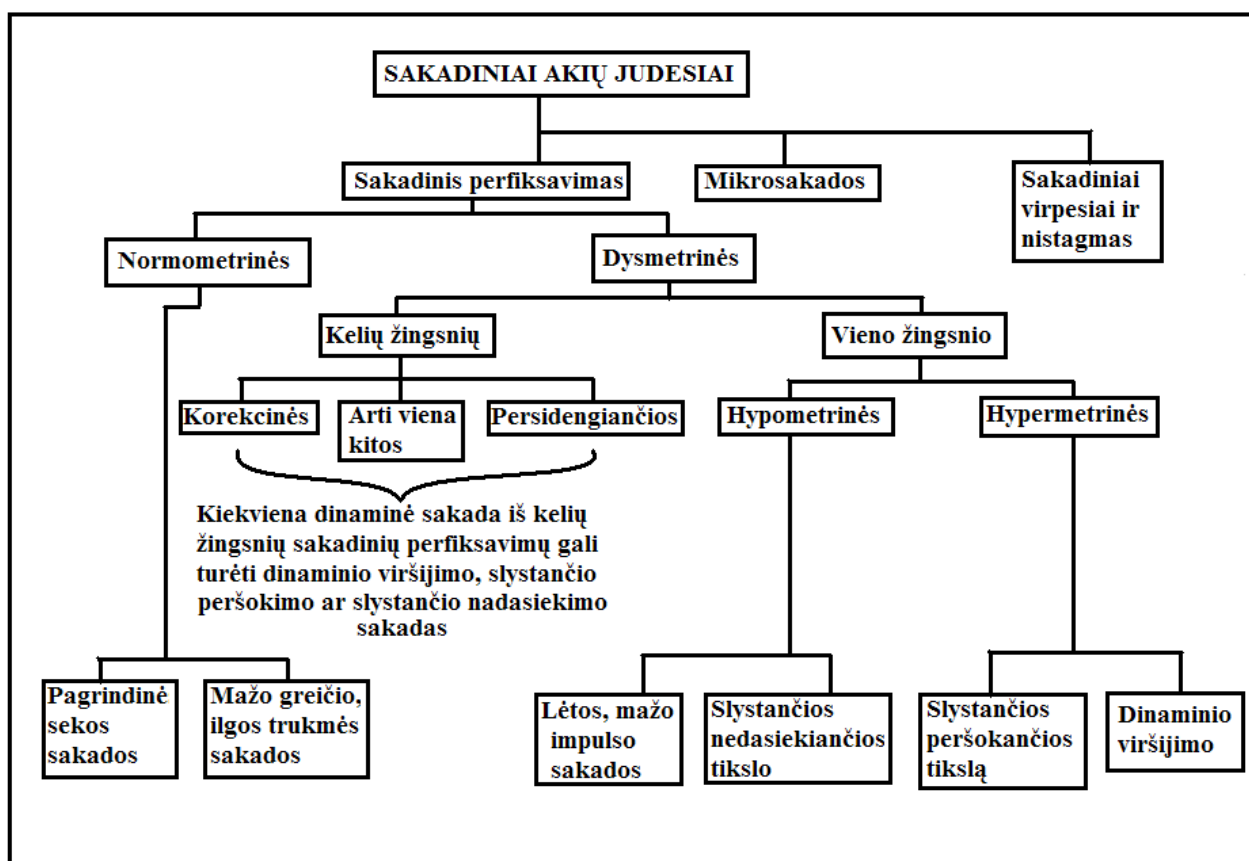 SAKADINIAI AKIŲ JUDESIAI
Sakadinis perfiksavimas
Mikrosakados
Sakadiniai
virpesiai ir
nistagmas
Normometrinės
Dysmetrinės
Kelių žingsnių
Vieno žingsnio
Korekcinės
Arti viena
kitos
Persidengiančios
Hypometrinės
Hypermetrinės
Kiekviena dinaminė sakada iš kelių
žingsnių sakadinių perfiksavimų gali
turėti dinaminio viršijimo, slystančio
peršokimo ar slystančio nadasiekimo
sakadas
Pagrindinė
sekos
sakados
Mažo greičio,
ilgos trukmės
sakados
Lėtos, mažo
impulso
sakados
Slystančios
nedasiekiančios
tikslo
Slystančios
peršokančios
tikslą
Dinaminio
viršijimo